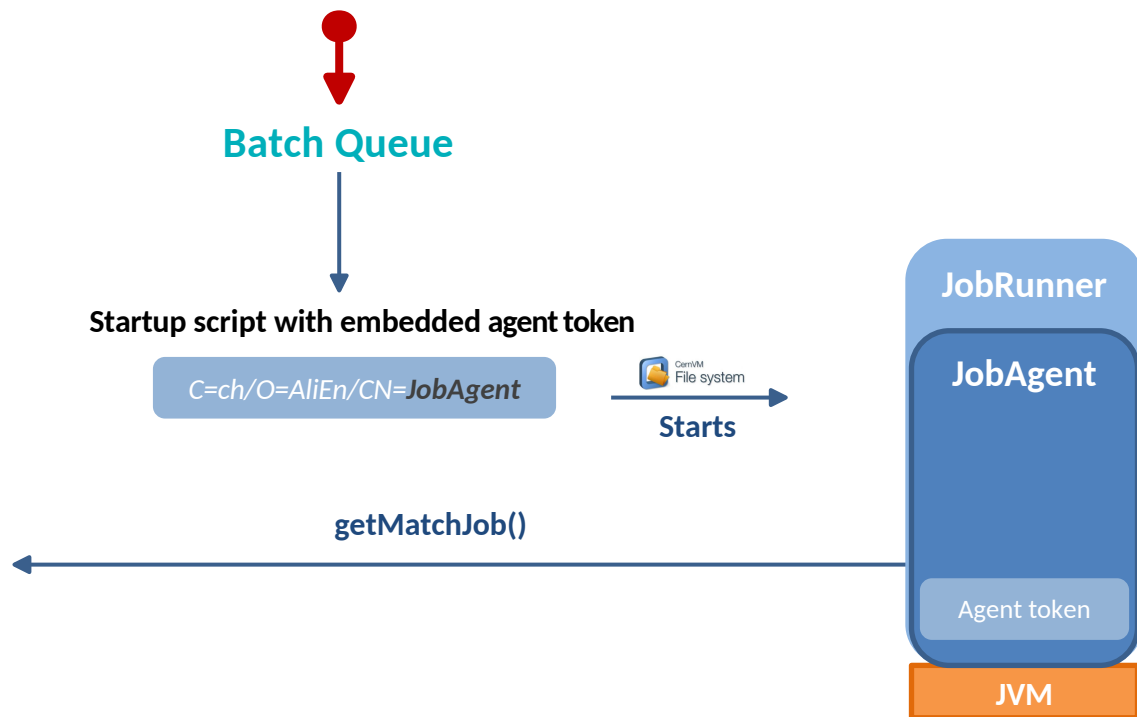 Batch Queue
Startup script with embedded agent token
C=ch/O=AliEn/CN=JobAgent
CernVM
File system
Starts
getMatchJob()
JobRunner
JobAgent
Agent token
JVM